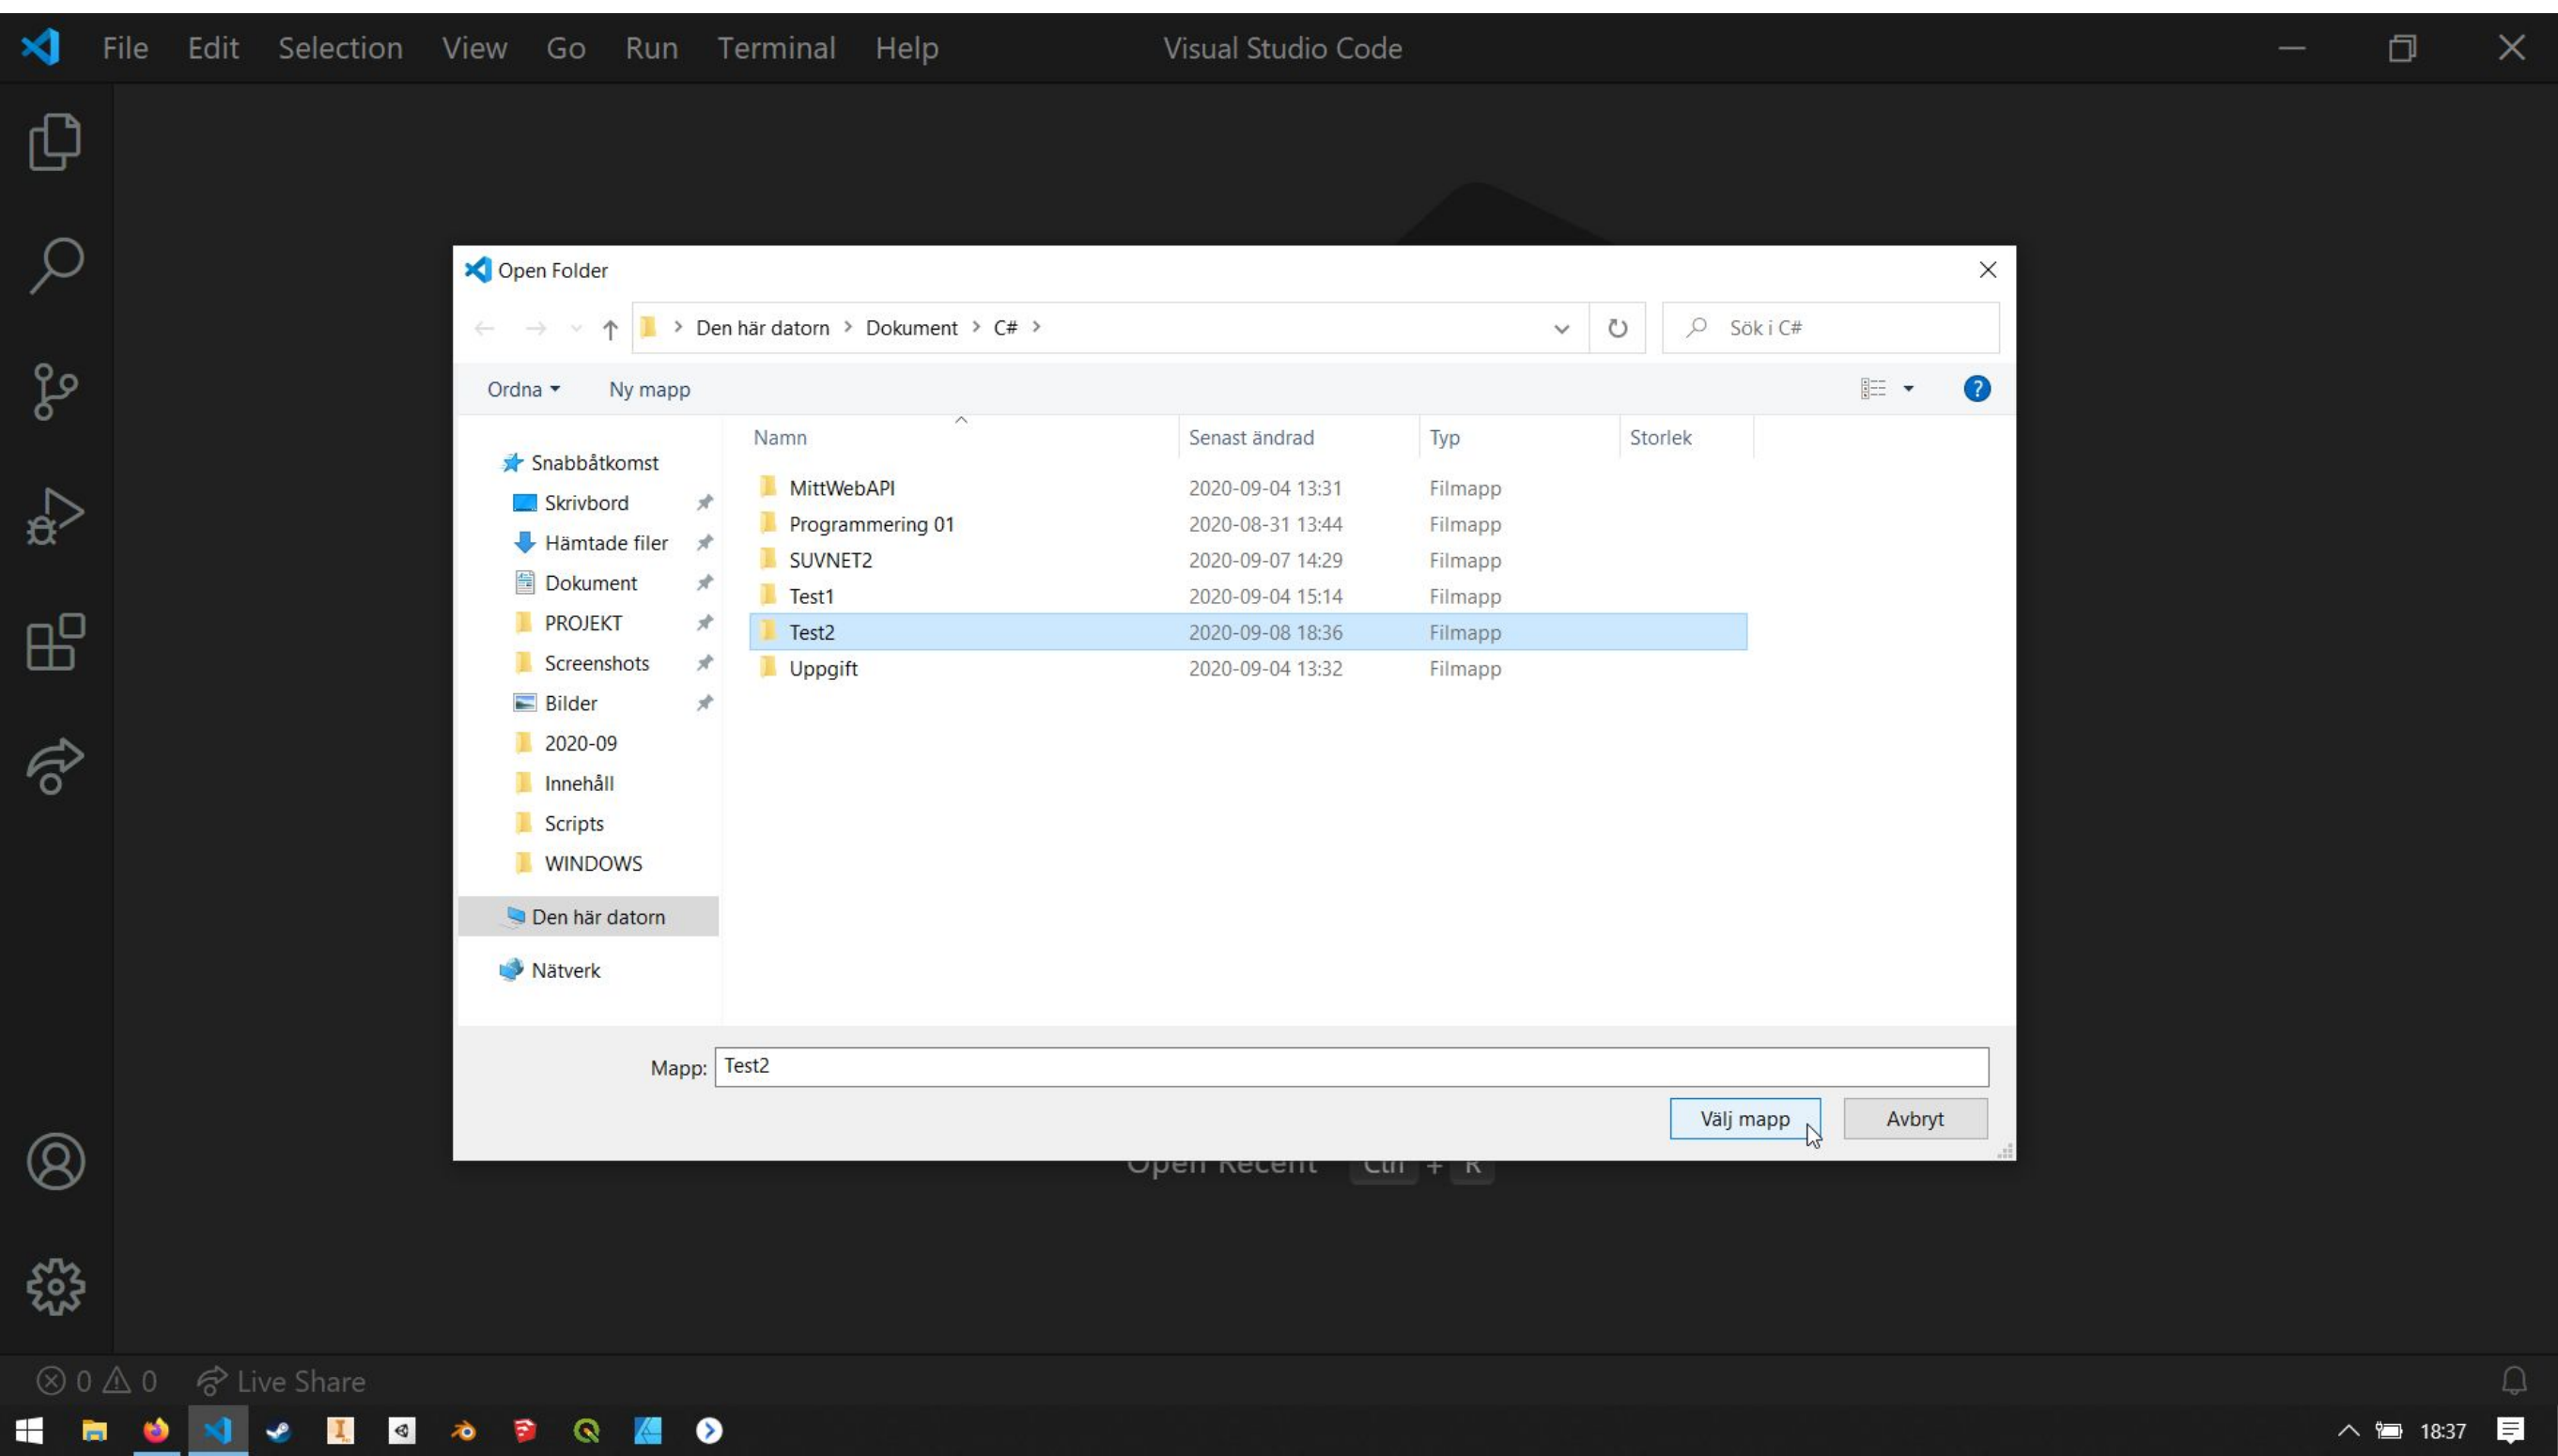 File Edit Selection View Go Run Terminal Help Visual Studio Code
Open Folder
Den här datorn > Dokument > C# > Sök i C#
Ordna Ny mapp
Namn Senast ändrad Typ Storlek
Snabbåtkomst
Skrivbord
Hämtade filer
Dokument
PROJEKT
Screenshots
Bilder
2020-09
Innehåll
Scripts
WINDOWS
Den här datorn
Nätverk
MittWebAPI 2020-09-04 13:31 Filmapp
Programmering 01 2020-08-31 13:44 Filmapp
SUVNET2 2020-09-07 14:29 Filmapp
Test1 2020-09-04 15:14 Filmapp
Test2 2020-09-08 18:36 Filmapp
Uppgift 2020-09-04 13:32 Filmapp
Mapp: Test2
Välj mapp Avbryt
Open Recent Ctrl + R
0 0 Live Share
18:37